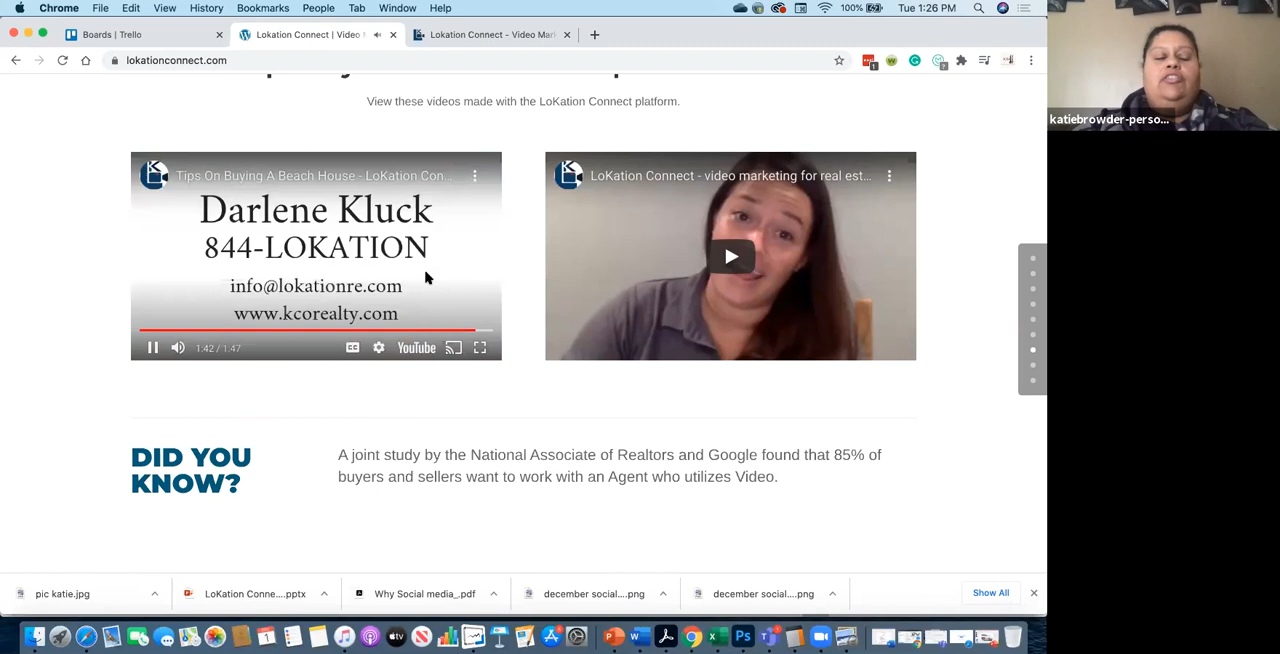 Chrome File Edit View History Bookmarks People Tab Window Help 100% Tue 1:26 PM
Boards | Trello Lokation Connect | Video Lokation Connect - Video Mar
lokationconnect.com
View these videos made with the LoKation Connect platform.
Tips On Buying A Beach House - LoKation Con...
Darlene Kluck
844-LOKATION
info@lokationre.com
www.kcorealty.com
1:42 / 1:47 CC YouTube
LoKation Connect - video marketing for real est...
DID YOU
KNOW?
A joint study by the National Associate of Realtors and Google found that 85% of
buyers and sellers want to work with an Agent who utilizes Video.
pic katie.jpg LoKation Conne....pptx Why Social media_.pdf december social....png december social....png Show All
katiebrowder-perso...